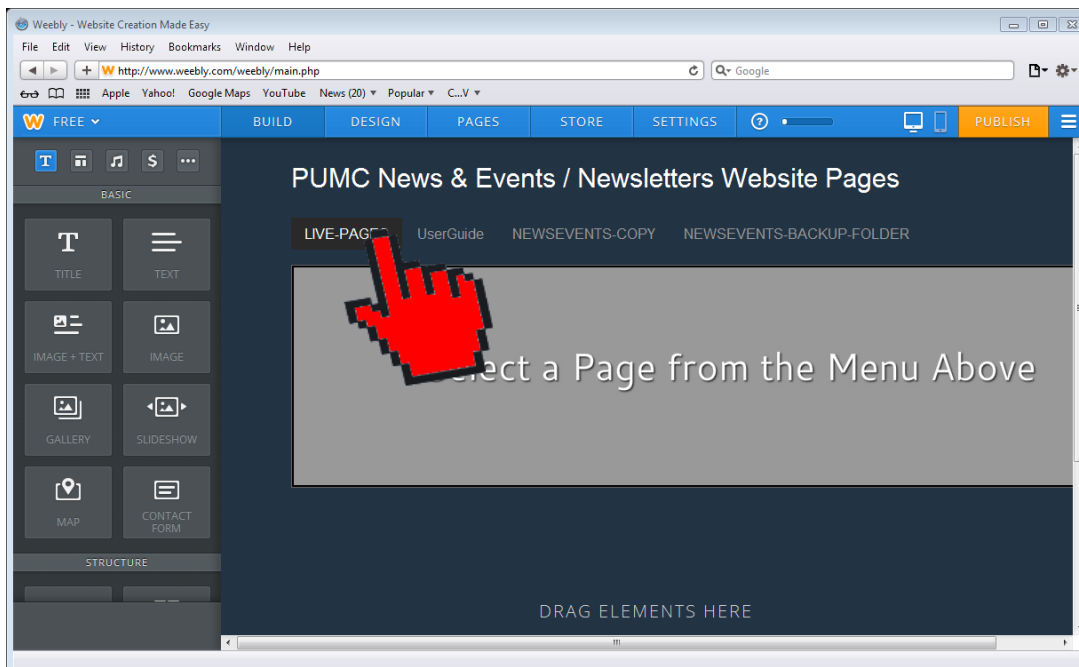 Weebly - Website Creation Made Easy
File Edit View History Bookmarks Window Help
http://www.weebly.com/weebly/main.php
Google
Apple Yahoo! Google Maps YouTube News (20) Popular C...V
FREE BUILD DESIGN PAGES STORE SETTINGS PUBLISH
BASIC
PUMC News & Events / Newsletters Website Pages
LIVE-PAGES UserGuide NEWSEVENTS-COPY NEWSEVENTS-BACKUP-FOLDER
TITLE TEXT
IMAGE + TEXT IMAGE
Select a Page from the Menu Above
GALLERY SLIDESHOW
MAP CONTACT FORM
STRUCTURE
DRAG ELEMENTS HERE